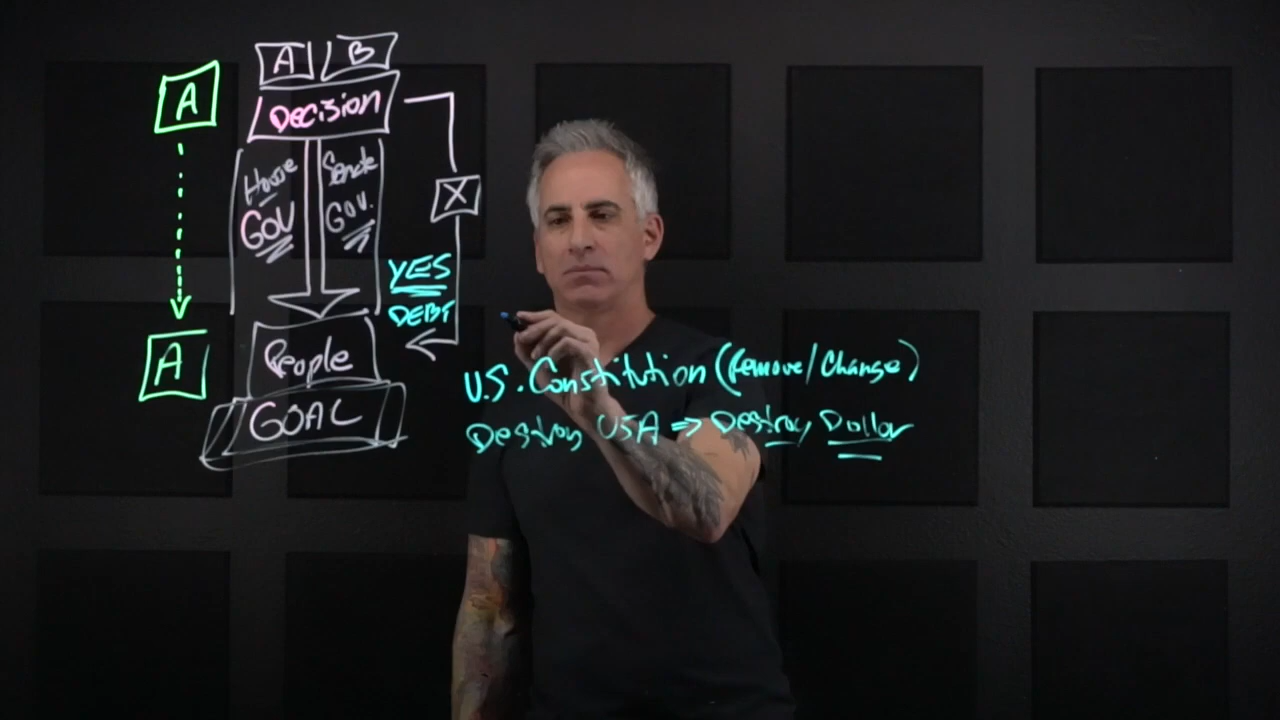 A B
A
Decision
House Senate
GOV GOV.
X
YES
DEBT
People
A
GOAL
U.S. Constitution (Remove/Change)
Destroy USA ⇒ Destroy Dollar